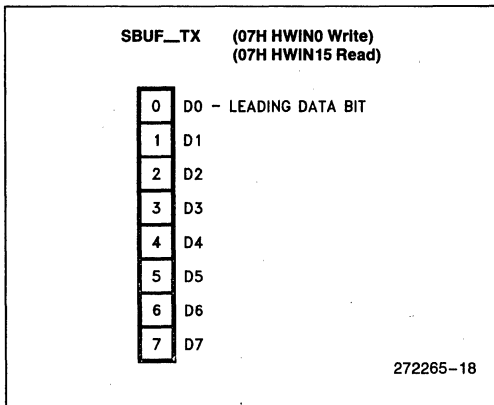 SBUF__TX (07H HWIN0 Write)
(07H HWIN15 Read)
0 D0 – LEADING DATA BIT
1 D1
2 D2
3 D3
4 D4
5 D5
6 D6
7 D7
272265–18